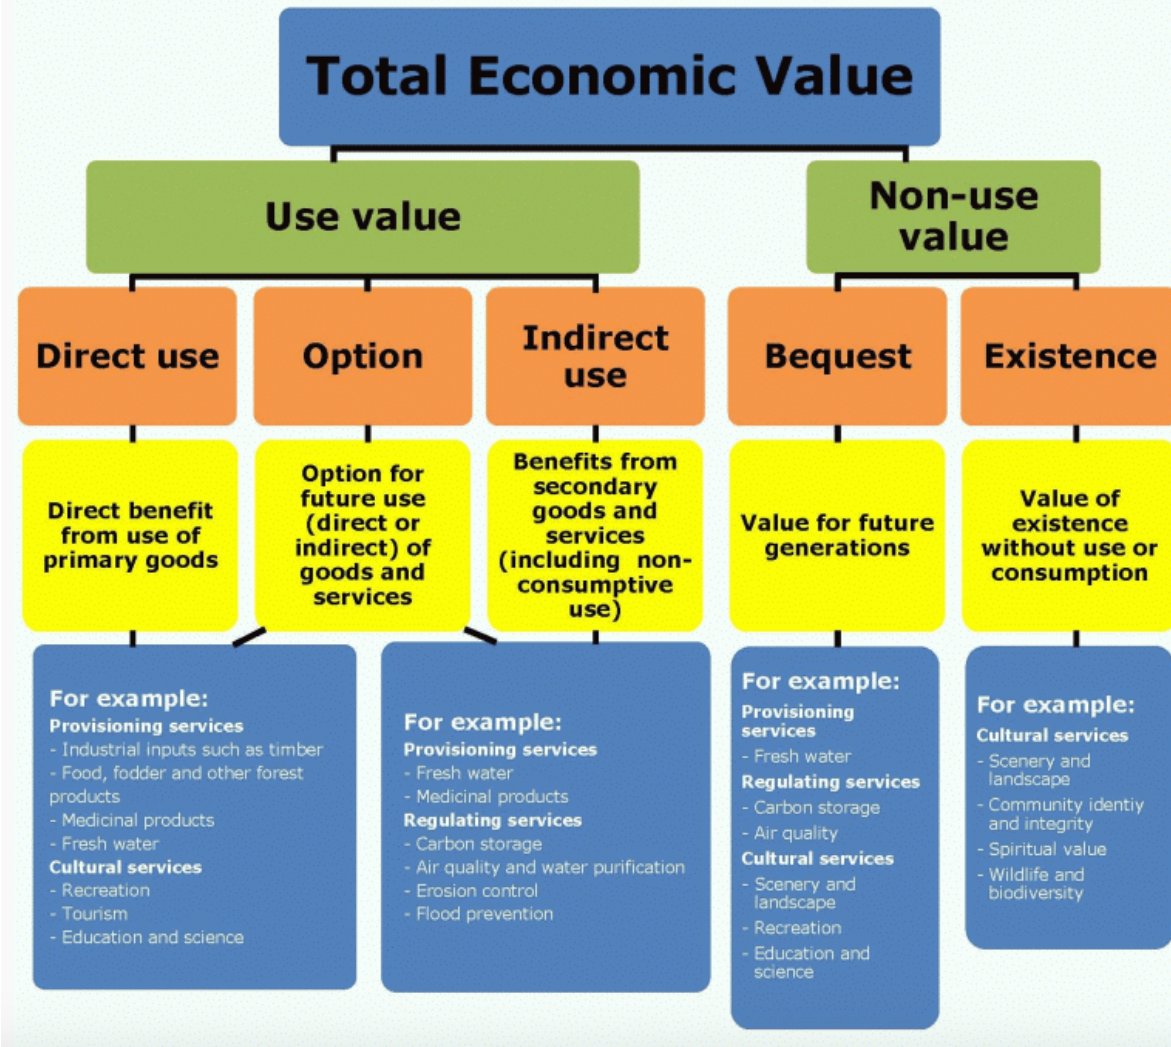 Total Economic Value
Use value
Non-use
value
Direct use
Option
Indirect
use
Bequest
Existence
Direct benefit
from use of
primary goods
Option for
future use
(direct or
indirect) of
goods and
services
Benefits from
secondary
goods and
services
(including non-
consumptive
use)
Value for future
generations
Value of
existence
without use or
consumption
For example:
Provisioning services
- Industrial inputs such as timber
- Food, fodder and other forest
products
- Medicinal products
- Fresh water
Cultural services
- Recreation
- Tourism
- Education and science
For example:
Provisioning services
- Fresh water
- Medicinal products
Regulating services
- Carbon storage
- Air quality and water purification
- Erosion control
- Flood prevention
For example:
Provisioning
services
- Fresh water
Regulating services
- Carbon storage
- Air quality
Cultural services
- Scenery and
landscape
- Recreation
- Education and
science
For example:
Cultural services
- Scenery and
landscape
- Community identiy
and integrity
- Spiritual value
- Wildlife and
biodiversity